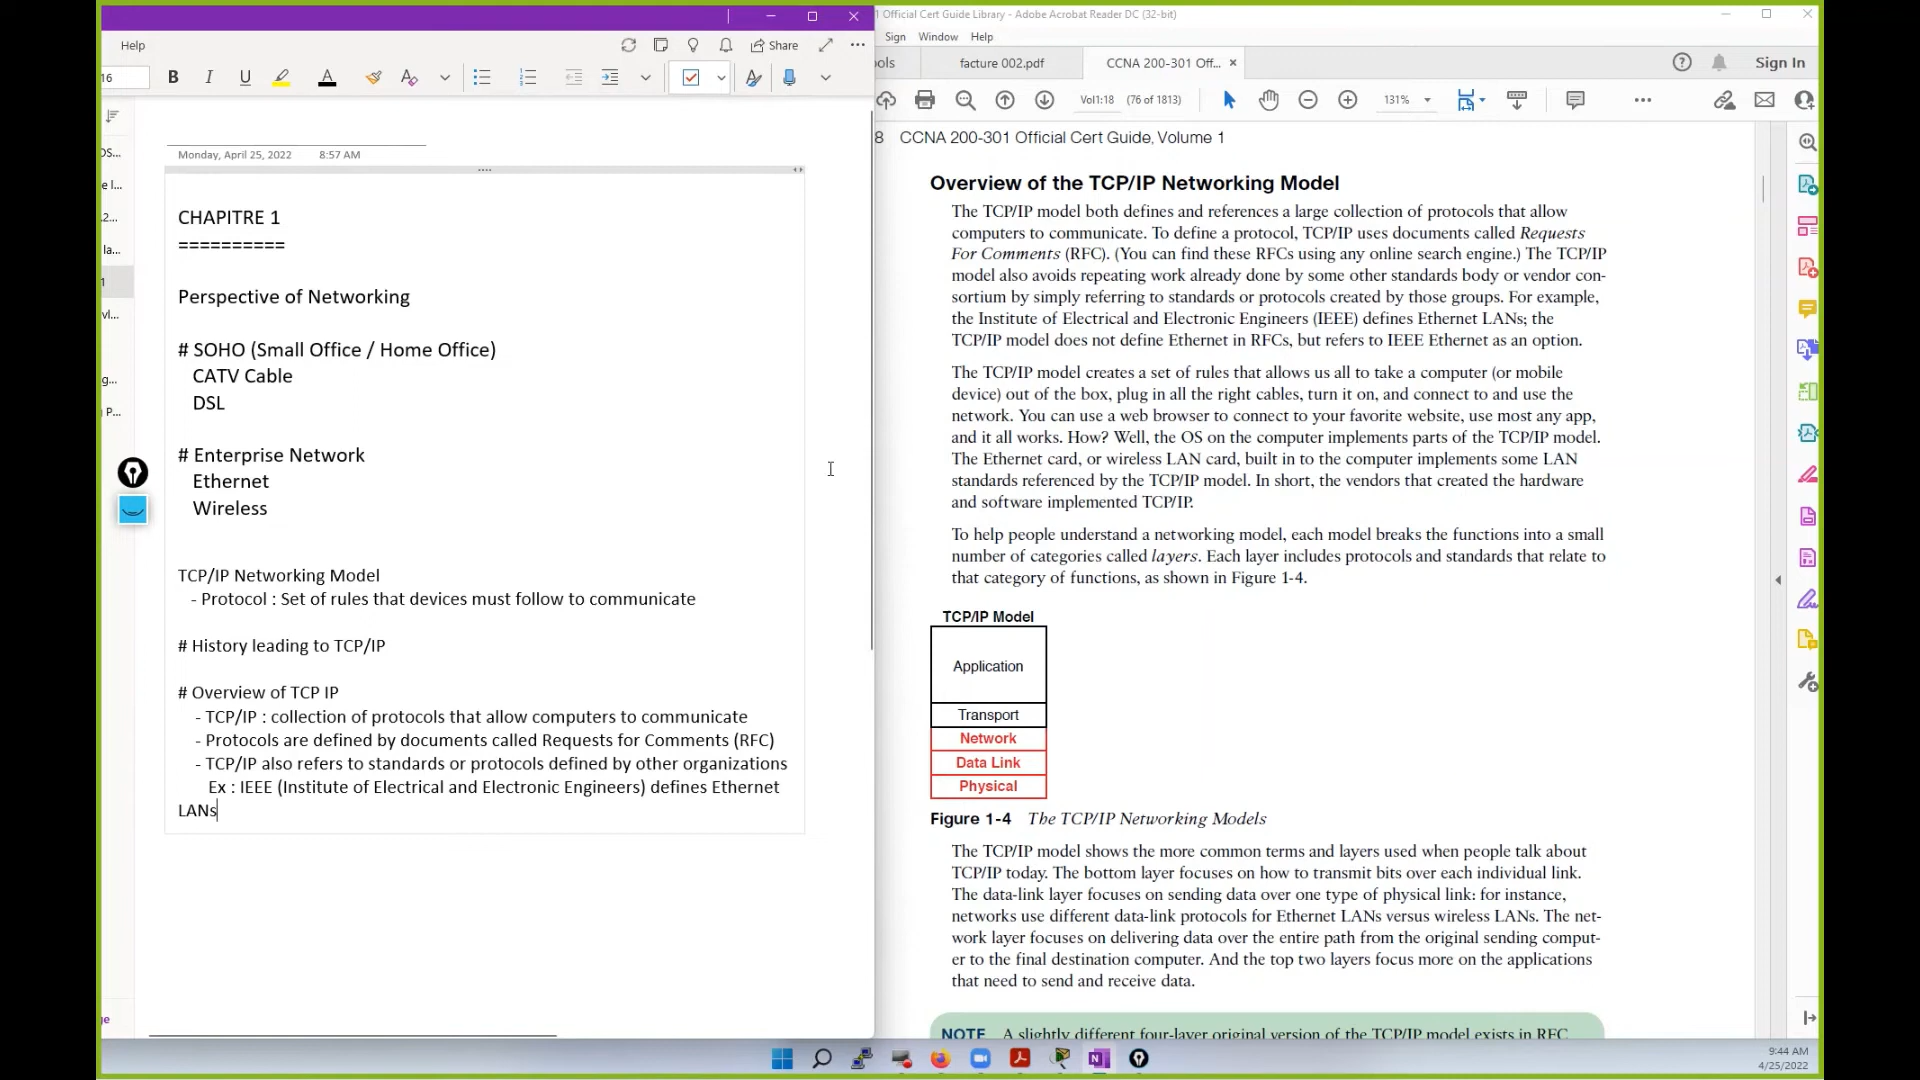 1 Official Cert Guide Library - Adobe Acrobat Reader DC (32-bit)
Help
Share
Sign Window Help
16
B I U A
ols
facture 002.pdf
CCNA 200-301 Off... ×
Sign In
Vol1:18 (76 of 1813)
131%
Monday, April 25, 2022 8:57 AM
CHAPITRE 1
==========
Perspective of Networking
# SOHO (Small Office / Home Office)
CATV Cable
DSL
# Enterprise Network
Ethernet
Wireless
TCP/IP Networking Model
- Protocol : Set of rules that devices must follow to communicate
# History leading to TCP/IP
# Overview of TCP IP
- TCP/IP : collection of protocols that allow computers to communicate
- Protocols are defined by documents called Requests for Comments (RFC)
- TCP/IP also refers to standards or protocols defined by other organizations
Ex : IEEE (Institute of Electrical and Electronic Engineers) defines Ethernet
LANs
OS...
e l...
.2...
la...
1
vl...
g...
P...
ge
8 CCNA 200-301 Official Cert Guide, Volume 1
Overview of the TCP/IP Networking Model
The TCP/IP model both defines and references a large collection of protocols that allow
computers to communicate. To define a protocol, TCP/IP uses documents called Requests
For Comments (RFC). (You can find these RFCs using any online search engine.) The TCP/IP
model also avoids repeating work already done by some other standards body or vendor con-
sortium by simply referring to standards or protocols created by those groups. For example,
the Institute of Electrical and Electronic Engineers (IEEE) defines Ethernet LANs; the
TCP/IP model does not define Ethernet in RFCs, but refers to IEEE Ethernet as an option.
The TCP/IP model creates a set of rules that allows us all to take a computer (or mobile
device) out of the box, plug in all the right cables, turn it on, and connect to and use the
network. You can use a web browser to connect to your favorite website, use most any app,
and it all works. How? Well, the OS on the computer implements parts of the TCP/IP model.
The Ethernet card, or wireless LAN card, built in to the computer implements some LAN
standards referenced by the TCP/IP model. In short, the vendors that created the hardware
and software implemented TCP/IP.
To help people understand a networking model, each model breaks the functions into a small
number of categories called layers. Each layer includes protocols and standards that relate to
that category of functions, as shown in Figure 1-4.
TCP/IP Model
Application
Transport
Network
Data Link
Physical
Figure 1-4 The TCP/IP Networking Models
The TCP/IP model shows the more common terms and layers used when people talk about
TCP/IP today. The bottom layer focuses on how to transmit bits over each individual link.
The data-link layer focuses on sending data over one type of physical link: for instance,
networks use different data-link protocols for Ethernet LANs versus wireless LANs. The net-
work layer focuses on delivering data over the entire path from the original sending comput-
er to the final destination computer. And the top two layers focus more on the applications
that need to send and receive data.
NOTE A slightly different four-layer original version of the TCP/IP model exists in RFC
9:44 AM
4/25/2022